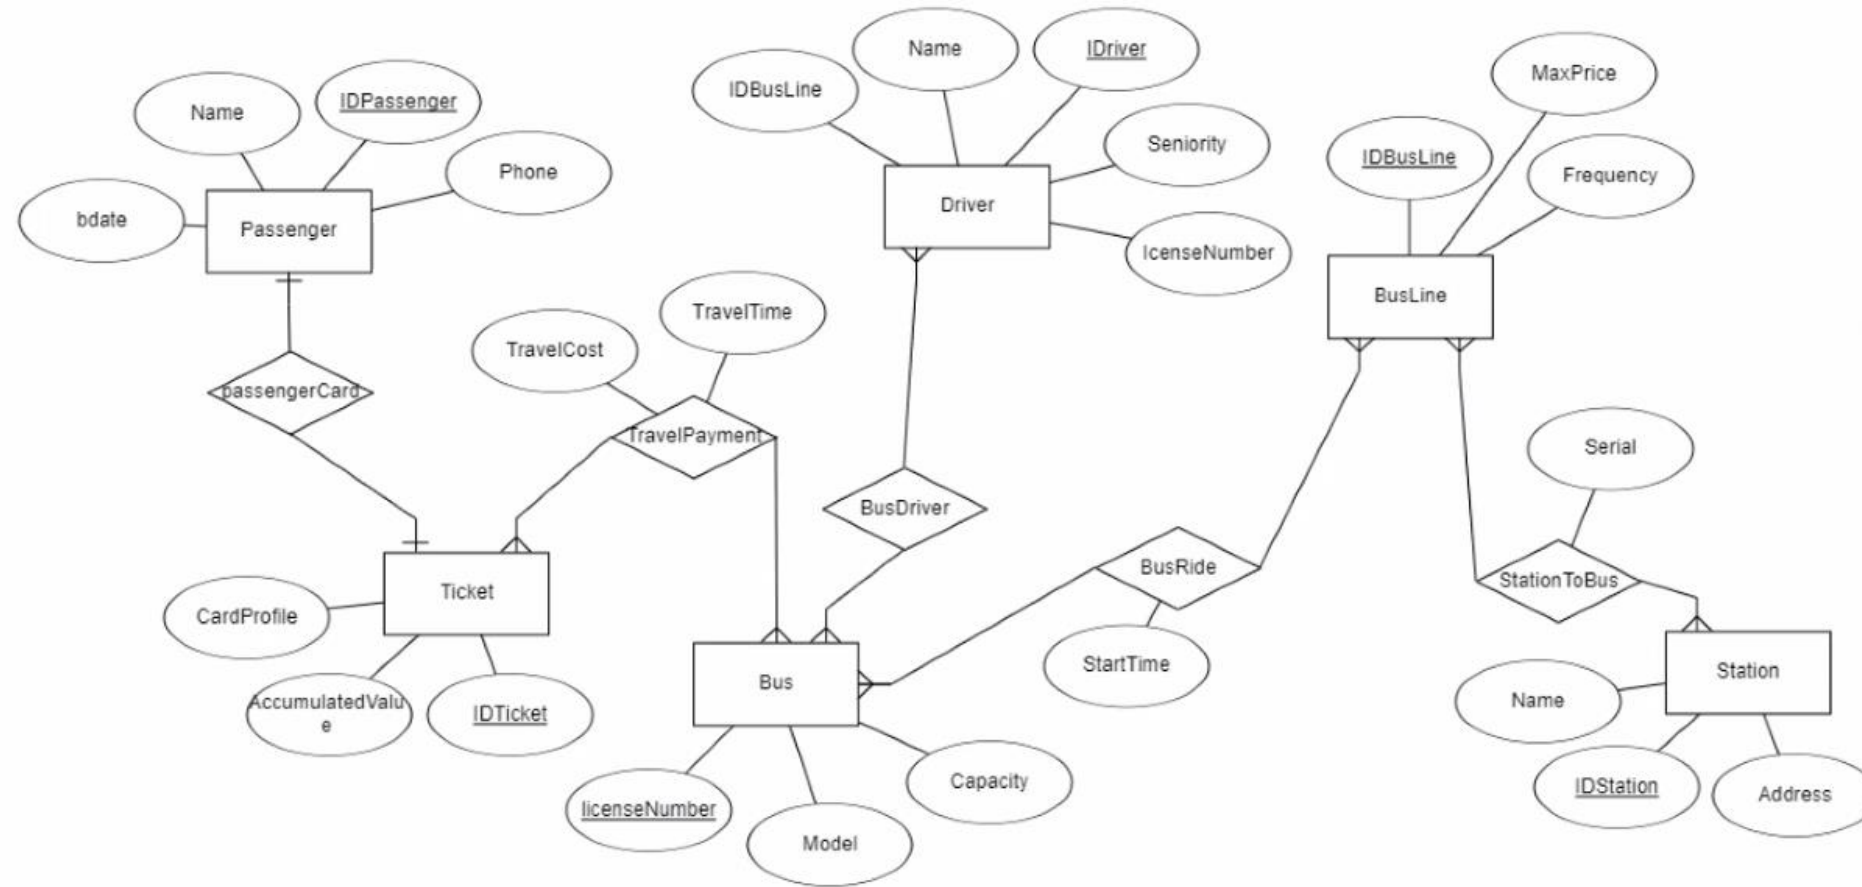 Name
IDPassenger
Phone
bdate
Passenger
passengerCard
IDBusLine
Name
IDriver
Seniority
IcenseNumber
Driver
MaxPrice
IDBusLine
Frequency
BusLine
TravelCost
TravelTime
TravelPayment
BusDriver
BusRide
StartTime
Serial
StationToBus
Ticket
CardProfile
AccumulatedValu
e
IDTicket
Bus
licenseNumber
Model
Capacity
Station
Name
IDStation
Address